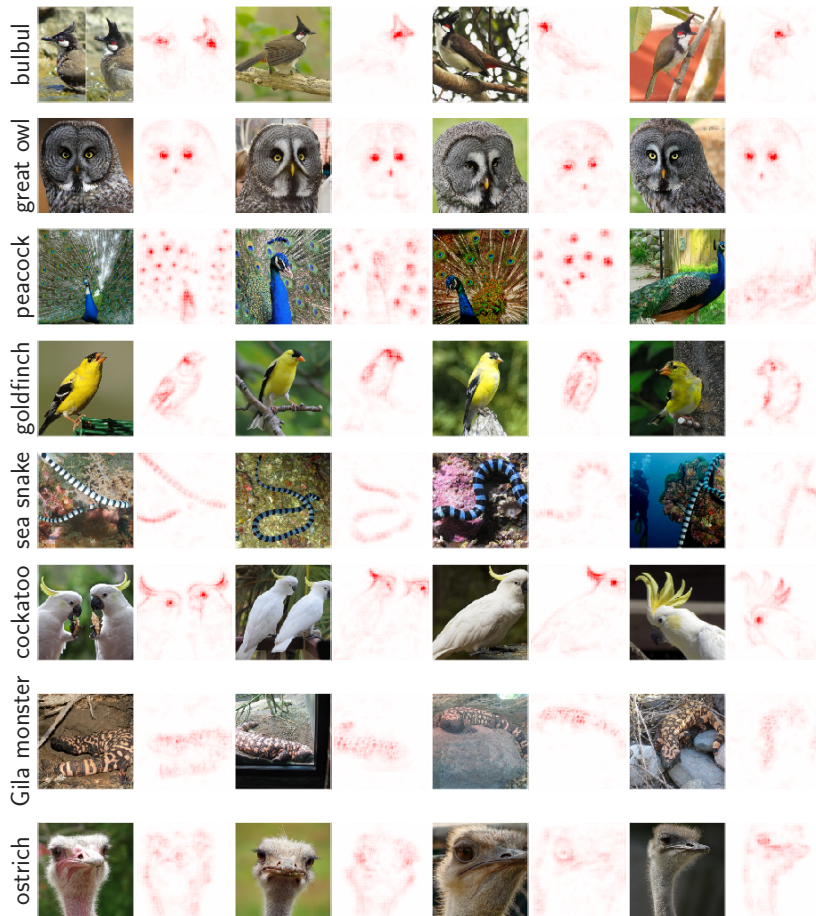 bulbul
great owl
peacock
goldfinch
sea snake
cockatoo
Gila monster
ostrich